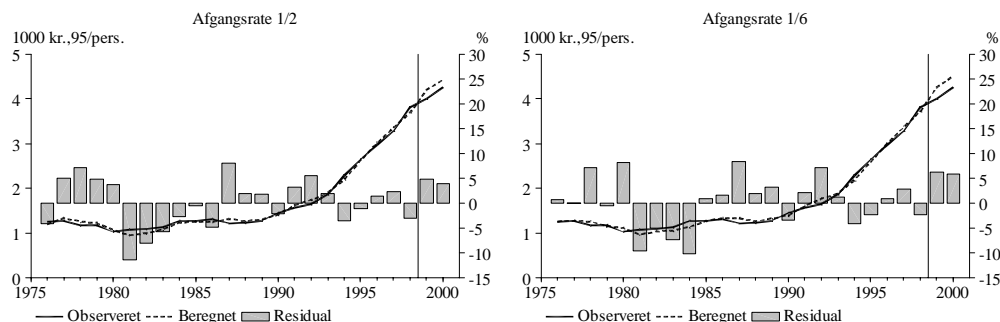 Afgangsrate 1/2
1000 kr.,95/pers. %
5 30
25
4 20
15
3 10
5
2 0
-5
1 -10
0 -15
1975 1980 1985 1990 1995 2000
Observeret Beregnet Residual
Afgangsrate 1/6
1000 kr.,95/pers. %
5 30
25
4 20
15
3 10
5
2 0
-5
1 -10
0 -15
1975 1980 1985 1990 1995 2000
Observeret Beregnet Residual